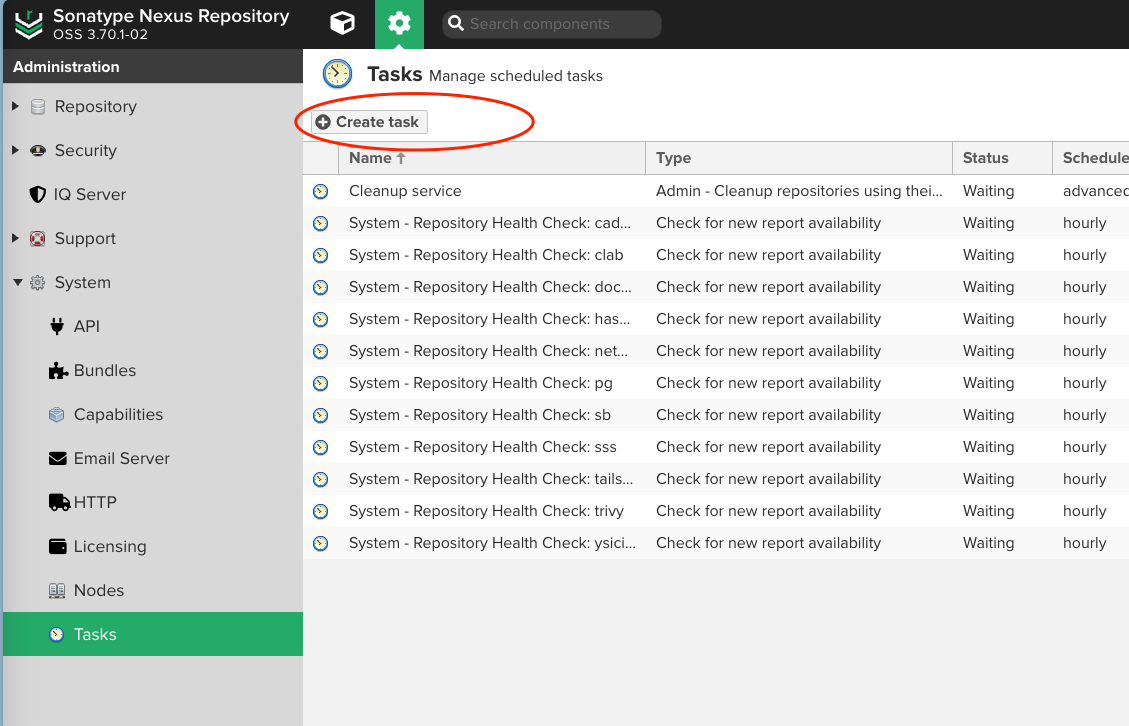 Sonatype Nexus Repository
OSS 3.70.1-02
Search components
Administration
Repository
Security
IQ Server
Support
System
API
Bundles
Capabilities
Email Server
HTTP
Licensing
Nodes
Tasks
Tasks Manage scheduled tasks
Create task
Name Type Status Schedule
Cleanup service Admin - Cleanup repositories using thei... Waiting advanced
System - Repository Health Check: cad... Check for new report availability Waiting hourly
System - Repository Health Check: clab Check for new report availability Waiting hourly
System - Repository Health Check: doc... Check for new report availability Waiting hourly
System - Repository Health Check: has... Check for new report availability Waiting hourly
System - Repository Health Check: net... Check for new report availability Waiting hourly
System - Repository Health Check: pg Check for new report availability Waiting hourly
System - Repository Health Check: sb Check for new report availability Waiting hourly
System - Repository Health Check: sss Check for new report availability Waiting hourly
System - Repository Health Check: tails... Check for new report availability Waiting hourly
System - Repository Health Check: trivy Check for new report availability Waiting hourly
System - Repository Health Check: ysici... Check for new report availability Waiting hourly